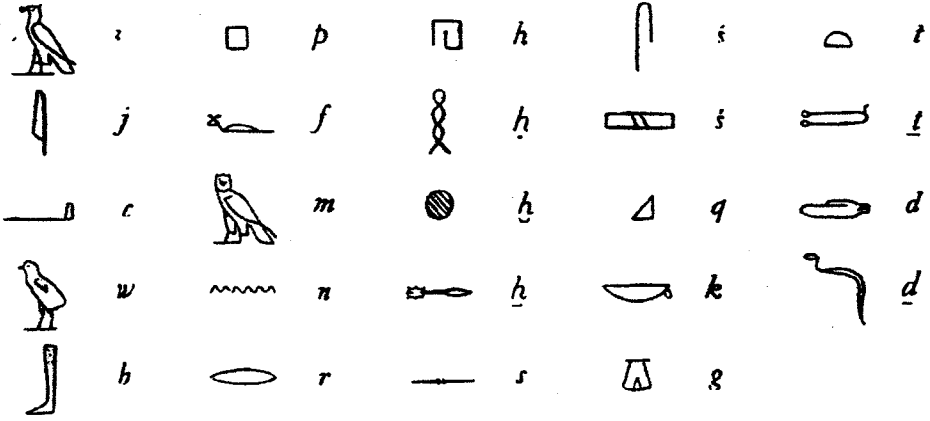 𓄿 ꜣ 𓊪 p 𓉔 h 𓋴 ś 𓏏 t
𓇋 j 𓆑 f 𓎛 ḥ 𓈙 š 𓍿 ṯ
𓂝 ꜥ 𓅓 m 𓐍 ḫ 𓈎 q 𓂧 d
𓅱 w 𓈖 n 𓄡 ẖ 𓎡 k 𓆓 ḏ
𓃀 b 𓂋 r 𓊃 s 𓎼 g